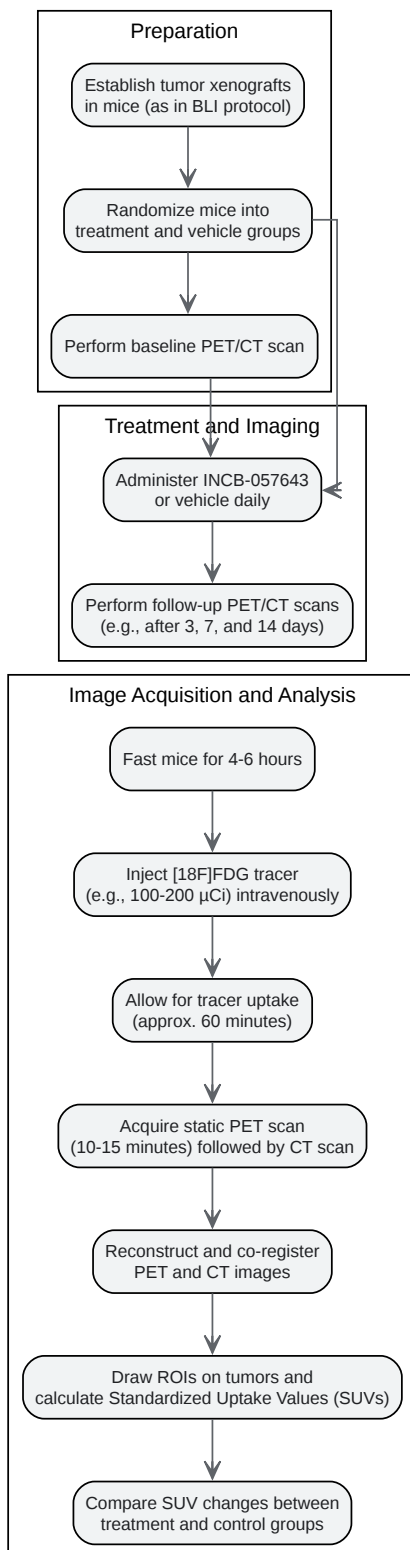 Preparation
Establish tumor xenografts
in mice (as in BLI protocol)
Randomize mice into
treatment and vehicle groups
Perform baseline PET/CT scan
Treatment and Imaging
Administer INCB-057643
or vehicle daily
Perform follow-up PET/CT scans
(e.g., after 3, 7, and 14 days)
Image Acquisition and Analysis
Fast mice for 4-6 hours
Inject [18F]FDG tracer
(e.g., 100-200 µCi) intravenously
Allow for tracer uptake
(approx. 60 minutes)
Acquire static PET scan
(10-15 minutes) followed by CT scan
Reconstruct and co-register
PET and CT images
Draw ROIs on tumors and
calculate Standardized Uptake Values (SUVs)
Compare SUV changes between
treatment and control groups